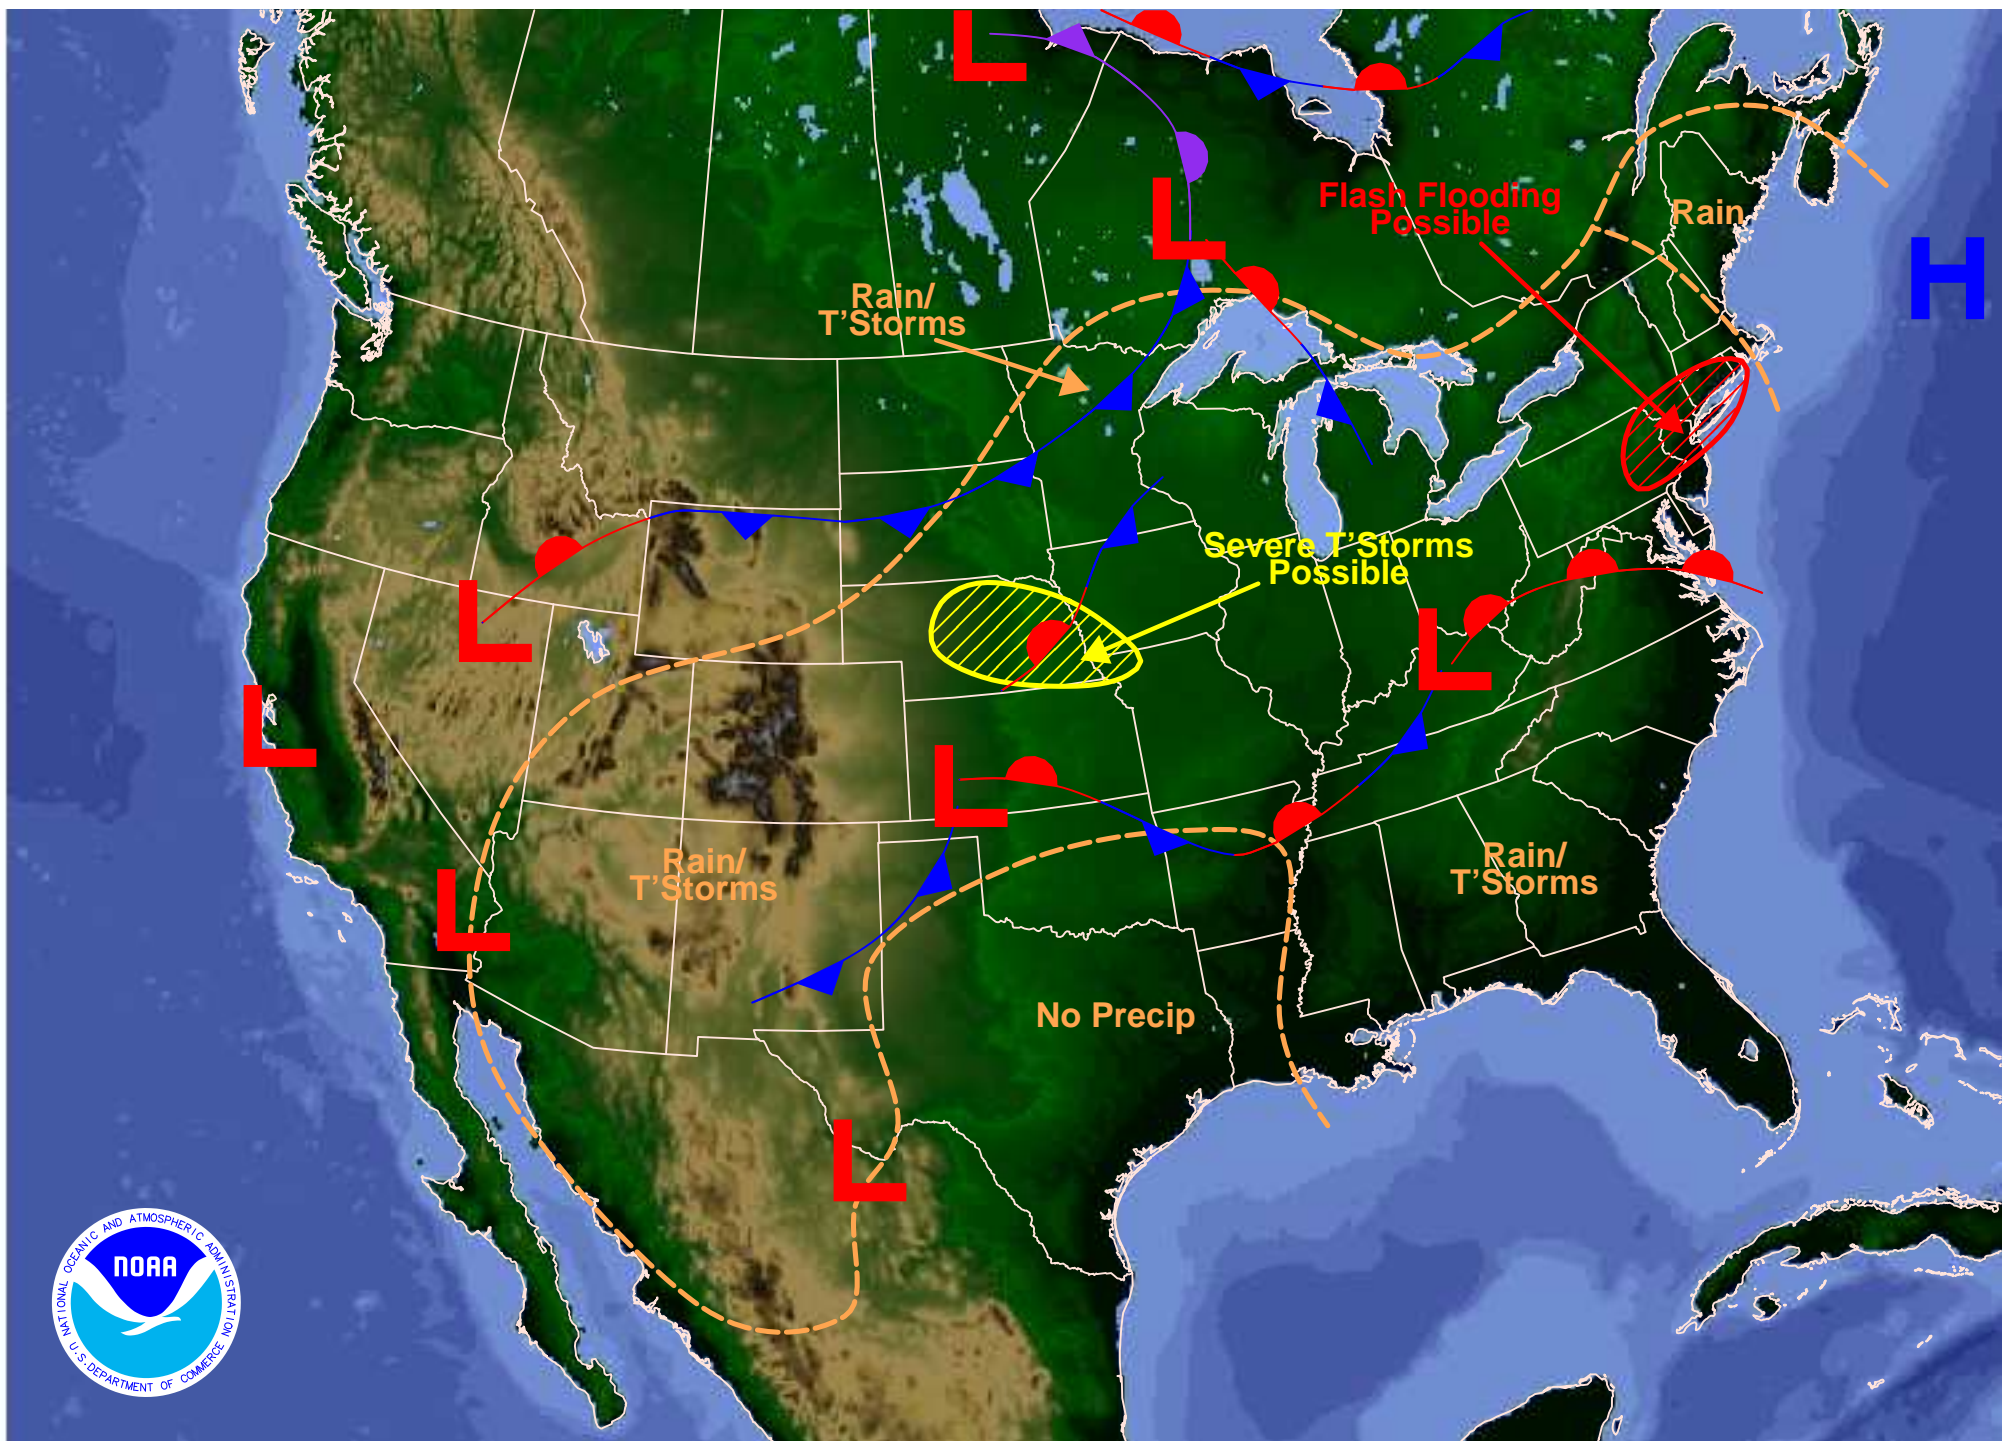 L
L
Flash Flooding
Possible
Rain
H
Rain/
T'Storms
Severe T'Storms
Possible
L
L
L
L
Rain/
T'Storms
Rain/
T'Storms
L
No Precip
L
NATIONAL OCEANIC AND ATMOSPHERIC ADMINISTRATION
NOAA
U.S. DEPARTMENT OF COMMERCE